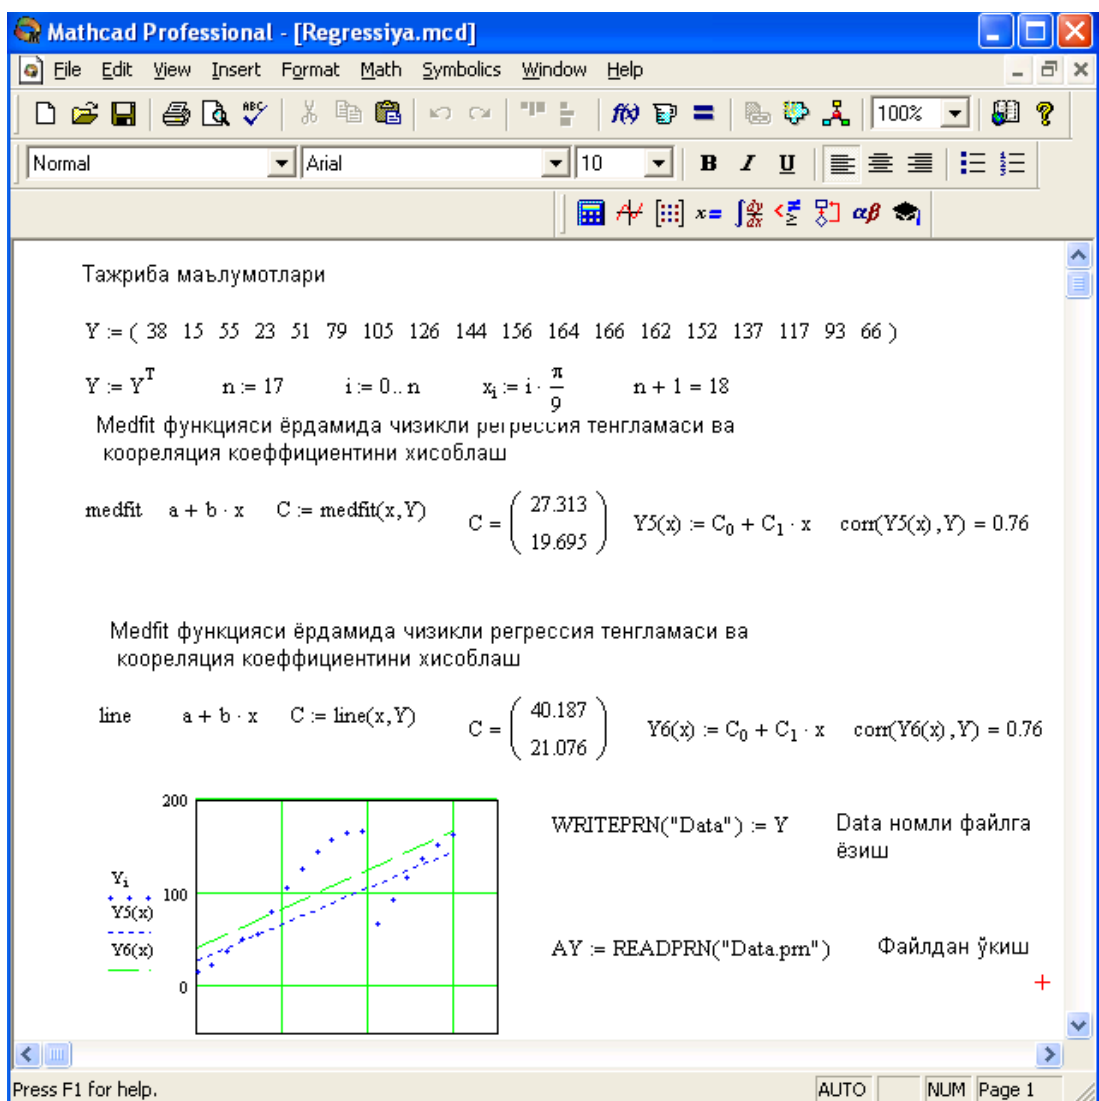 Mathcad Professional - [Regressiya.mcd]
File Edit View Insert Format Math Symbolics Window Help
100%
Normal Arial 10 B I U
Тажриба маълумотлари
Y := ( 38 15 55 23 51 79 105 126 144 156 164 166 162 152 137 117 93 66 )
Y := Y^T n := 17 i := 0.. n x_i := i · π/9 n + 1 = 18
Medfit функцияси ёрдамида чизикли регрессия тенгламаси ва
коореляция коеффициентини хисоблаш
medfit a + b · x C := medfit(x,Y) C = ( 27.313 19.695 ) Y5(x) := C_0 + C_1 · x corr(Y5(x),Y) = 0.76
Medfit функцияси ёрдамида чизикли регрессия тенгламаси ва
коореляция коеффициентини хисоблаш
line a + b · x C := line(x,Y) C = ( 40.187 21.076 ) Y6(x) := C_0 + C_1 · x corr(Y6(x),Y) = 0.76
200
100
0
Y_i
Y5(x)
Y6(x)
WRITEPRN("Data") := Y Data номли файлга
ёзиш
AY := READPRN("Data.prn") Файлдан ўкиш
Press F1 for help. AUTO NUM Page 1